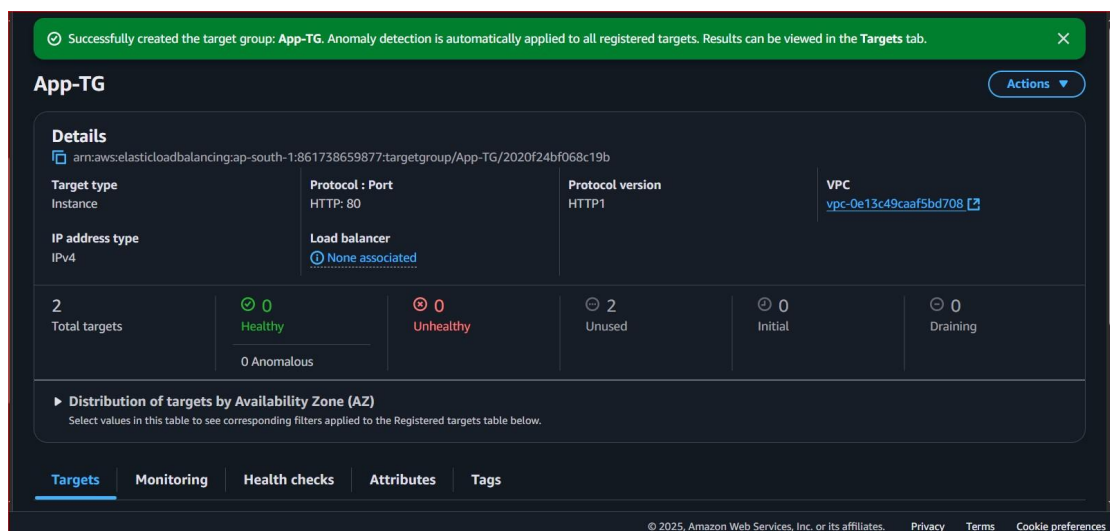 Successfully created the target group: App-TG. Anomaly detection is automatically applied to all registered targets. Results can be viewed in the Targets tab.
App-TG
Actions
Details
arn:aws:elasticloadbalancing:ap-south-1:861738659877:targetgroup/App-TG/2020f24bf068c19b
Target type
Instance
Protocol : Port
HTTP: 80
Protocol version
HTTP1
VPC
vpc-0e13c49caaf5bd708
IP address type
IPv4
Load balancer
None associated
2
Total targets
0
Healthy
0 Anomalous
0
Unhealthy
2
Unused
0
Initial
0
Draining
Distribution of targets by Availability Zone (AZ)
Select values in this table to see corresponding filters applied to the Registered targets table below.
Targets
Monitoring
Health checks
Attributes
Tags
© 2025, Amazon Web Services, Inc. or its affiliates.
Privacy
Terms
Cookie preferences